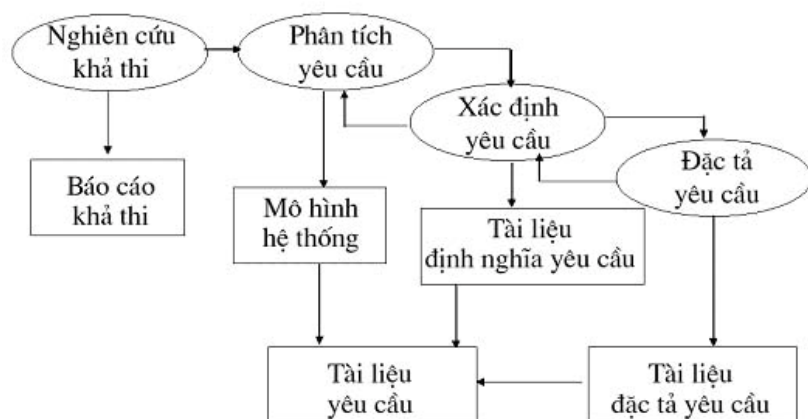 Nghiên cứu
khả thi
Phân tích
yêu cầu
Xác định
yêu cầu
Đặc tả
yêu cầu
Báo cáo
khả thi
Mô hình
hệ thống
Tài liệu
định nghĩa yêu cầu
Tài liệu
yêu cầu
Tài liệu
đặc tả yêu cầu